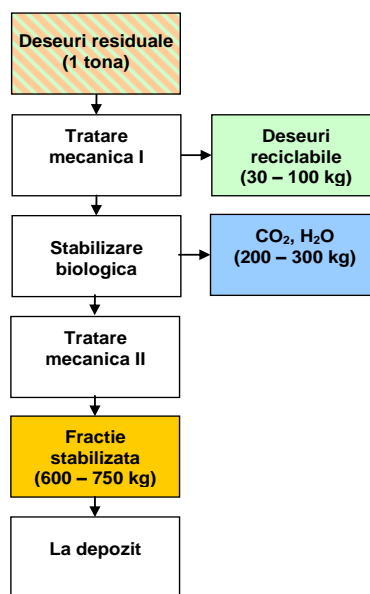 Deseuri residuale
(1 tona)
Tratare
mecanica I
Deseuri
reciclabile
(30 – 100 kg)
Stabilizare
biologica
CO₂, H₂O
(200 – 300 kg)
Tratare
mecanica II
Fractie
stabilizata
(600 – 750 kg)
La depozit